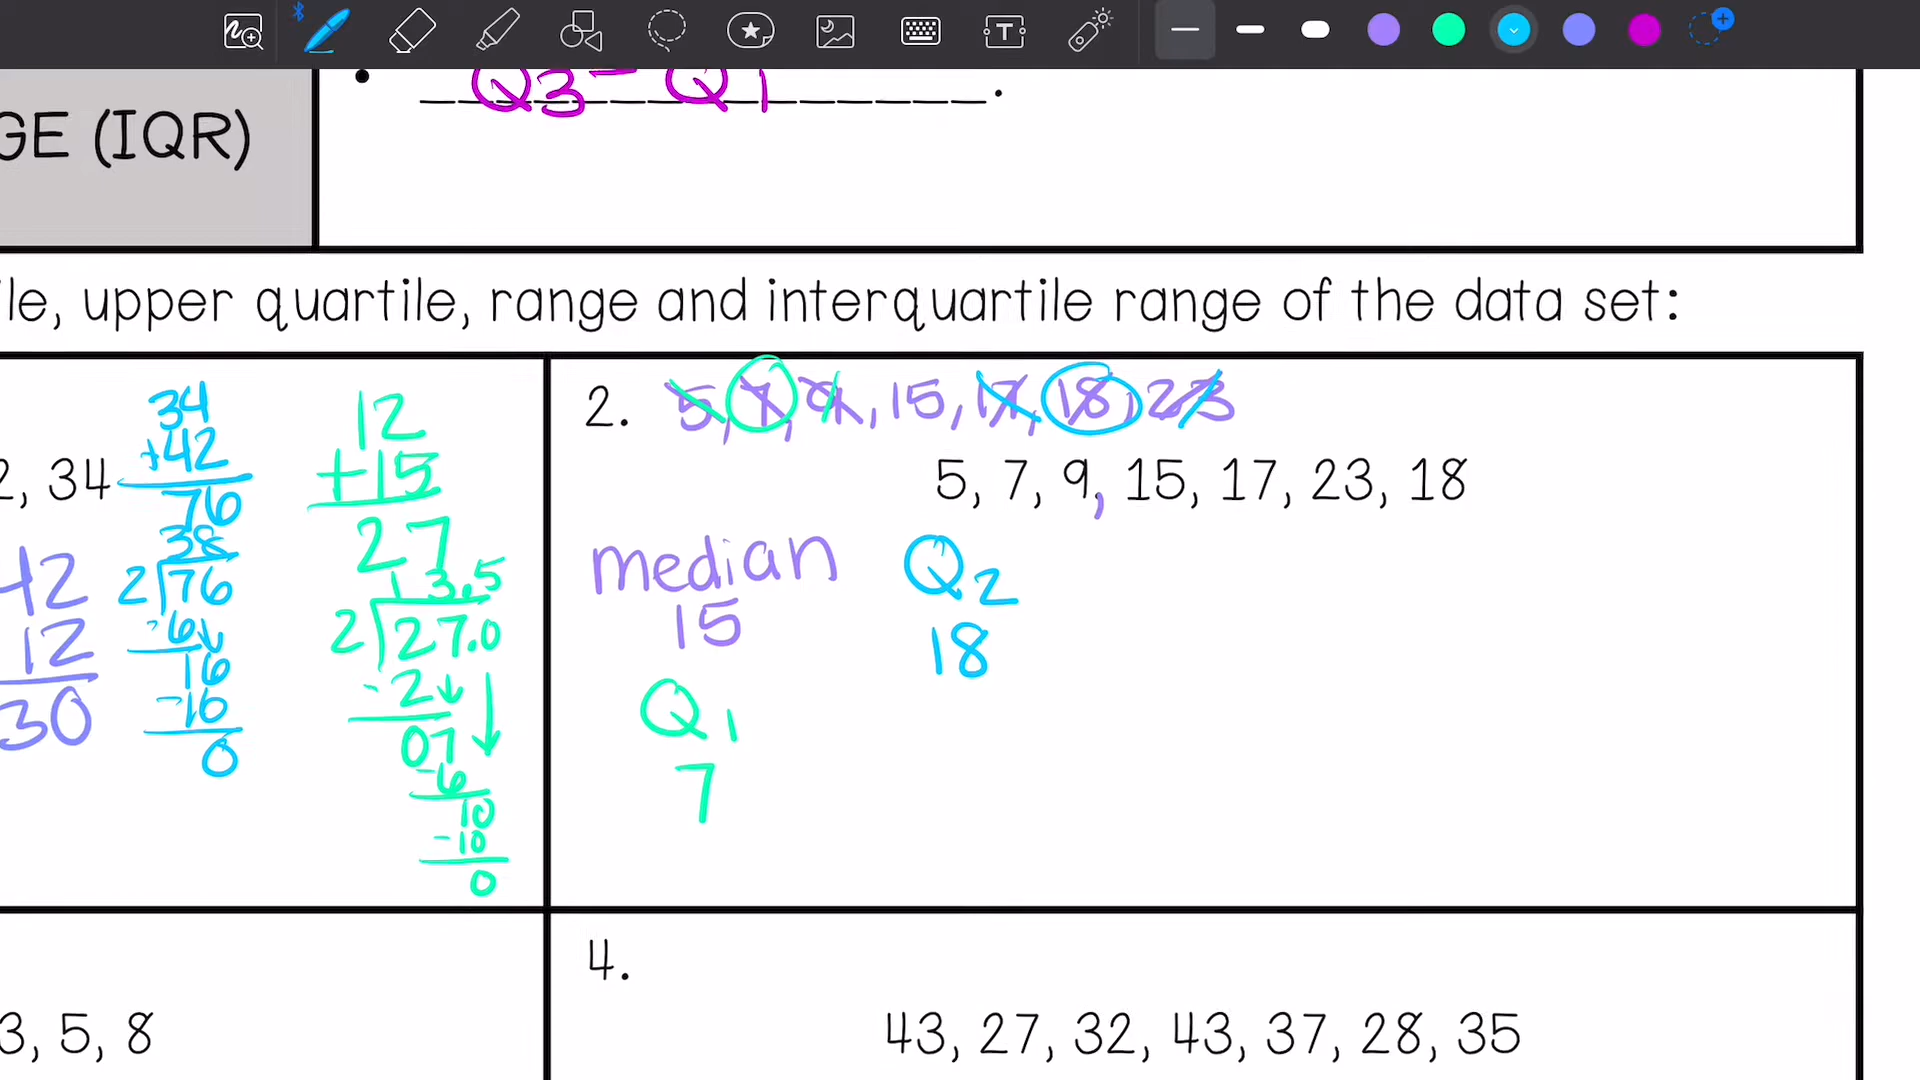 Q3 - Q1 .
GE (IQR)
ile, upper quartile, range and interquartile range of the data set:
2, 34
34
+42
76
38
2)76
-6
16
-16
0
42
12
30
12
+15
27
13.5
2)27.0
-2
07
-6
10
-10
0
2. 5, 7, 9, 15, 17, 18, 23
5, 7, 9, 15, 17, 23, 18
median
15
Q1
7
Q2
18
3, 5, 8
4.
43, 27, 32, 43, 37, 28, 35